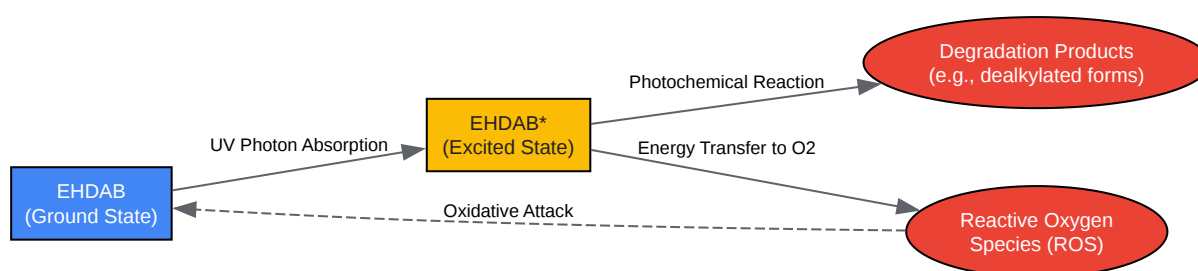 Degradation Products
(e.g., dealkylated forms)
Photochemical Reaction
EHDAB*
(Excited State)
UV Photon Absorption
Energy Transfer to O2
EHDAB
(Ground State)
Oxidative Attack
Reactive Oxygen
Species (ROS)